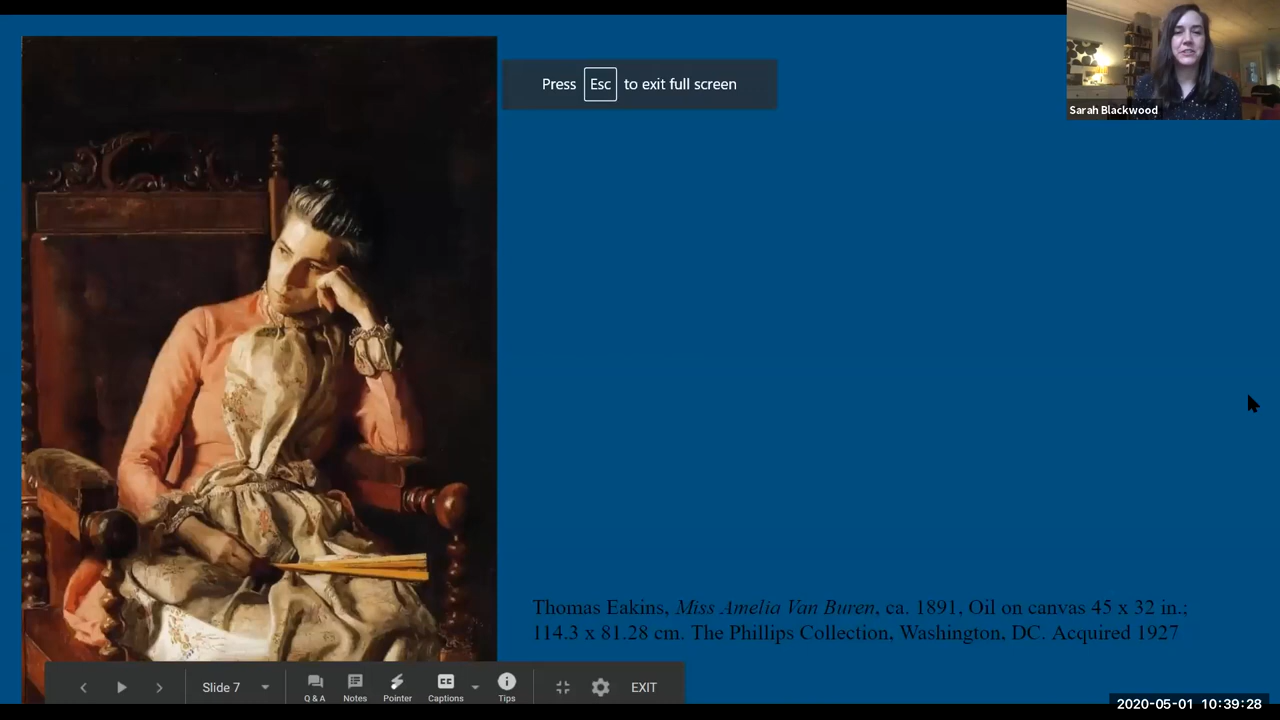 Press Esc to exit full screen
Sarah Blackwood
Thomas Eakins, Miss Amelia Van Buren, ca. 1891, Oil on canvas 45 x 32 in.;
114.3 x 81.28 cm. The Phillips Collection, Washington, DC. Acquired 1927
Slide 7
Q & A
Notes
Pointer
Captions
Tips
EXIT
2020-05-01 10:39:28